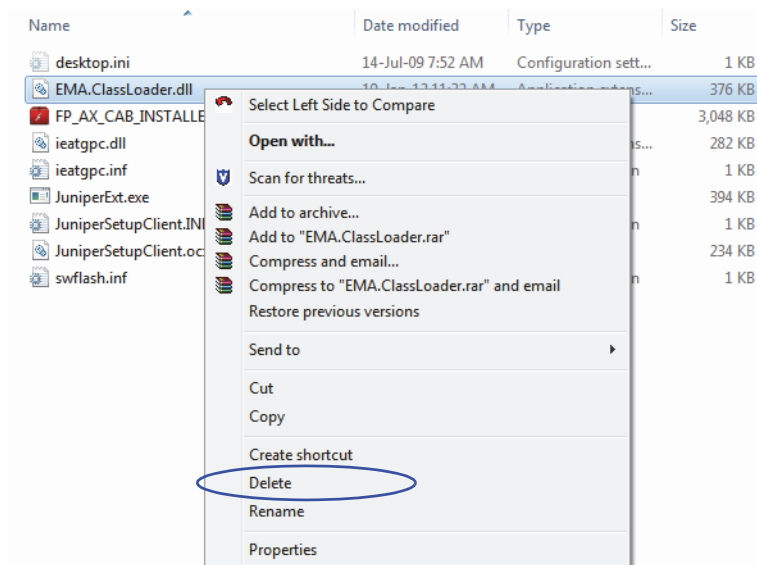 Name Date modified Type Size
desktop.ini 14-Jul-09 7:52 AM Configuration sett... 1 KB
EMA.ClassLoader.dll 376 KB
FP_AX_CAB_INSTALLE 3,048 KB
ieatgpc.dll ns... 282 KB
ieatgpc.inf n 1 KB
JuniperExt.exe 394 KB
JuniperSetupClient.INI n 1 KB
JuniperSetupClient.oc 234 KB
swflash.inf n 1 KB
Select Left Side to Compare
Open with...
Scan for threats...
Add to archive...
Add to "EMA.ClassLoader.rar"
Compress and email...
Compress to "EMA.ClassLoader.rar" and email
Restore previous versions
Send to
Cut
Copy
Create shortcut
Delete
Rename
Properties